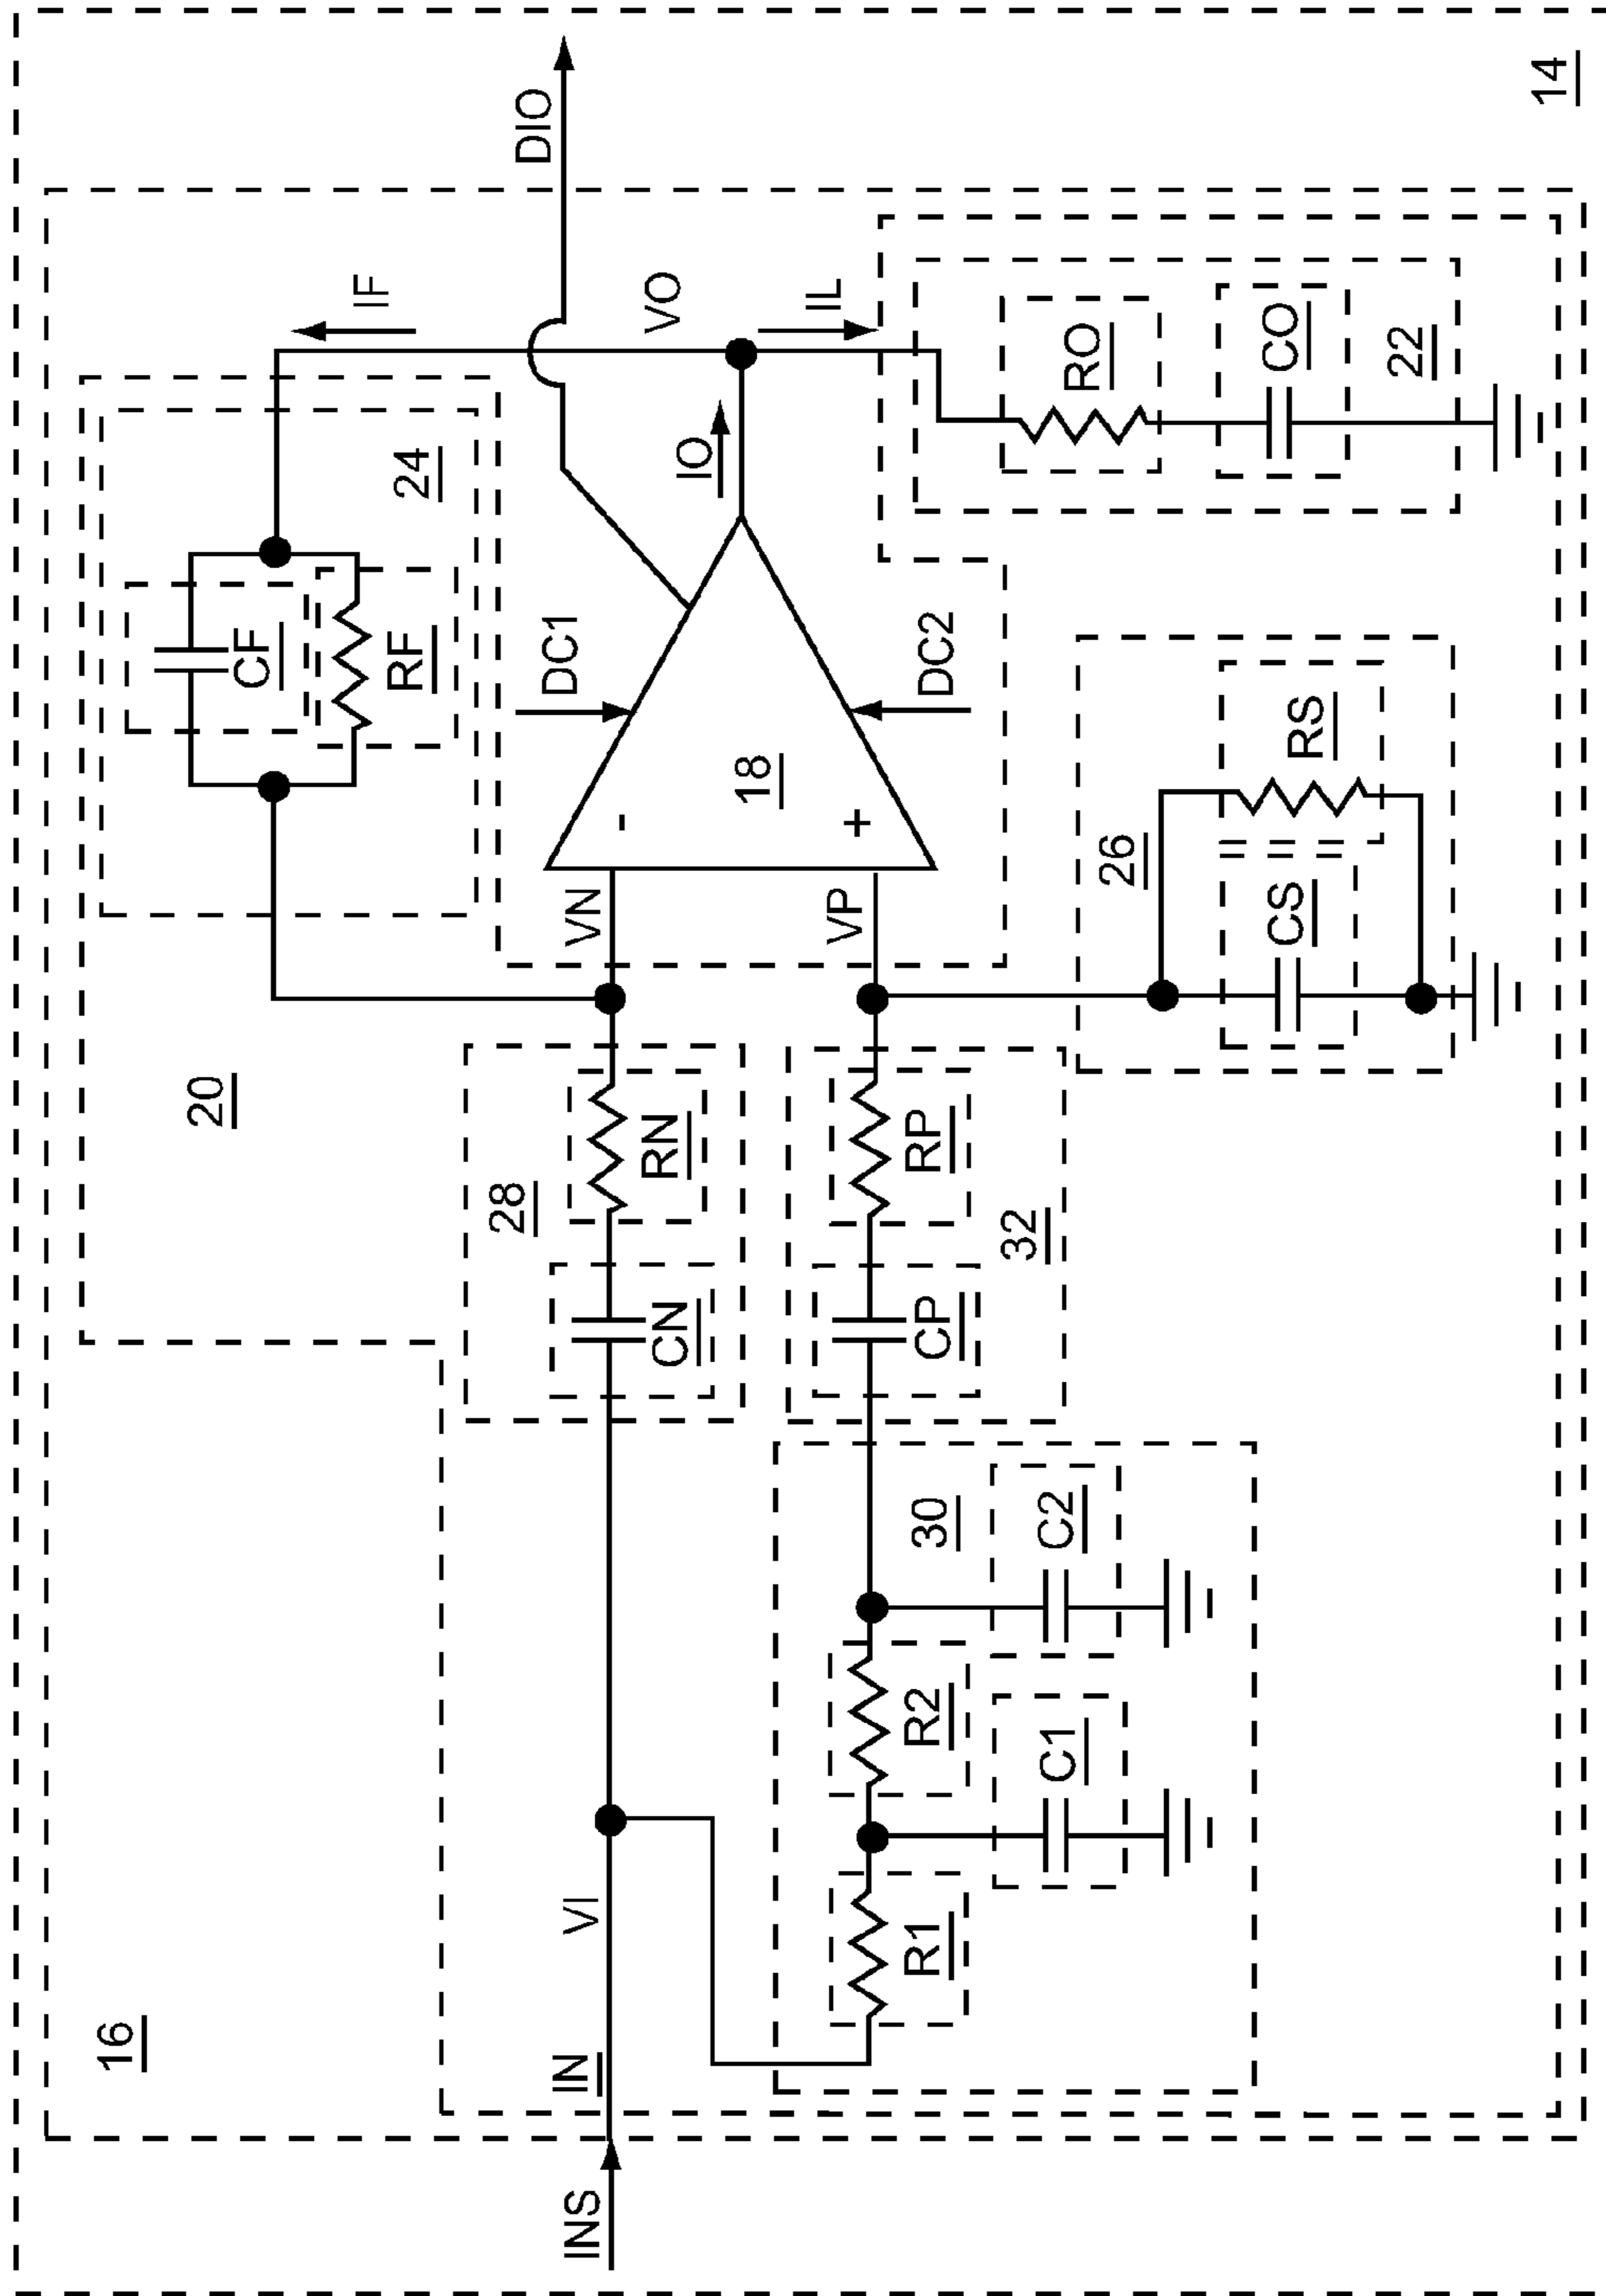 16
20
24
CF
RF
IF
DIO
14
INS
IN
VI
28
CN
RN
VN
DC1
18
-
+
IO
VO
IL
R1
R2
30
C1
C2
CP
RP
32
VP
DC2
26
CS
RS
RO
CO
22